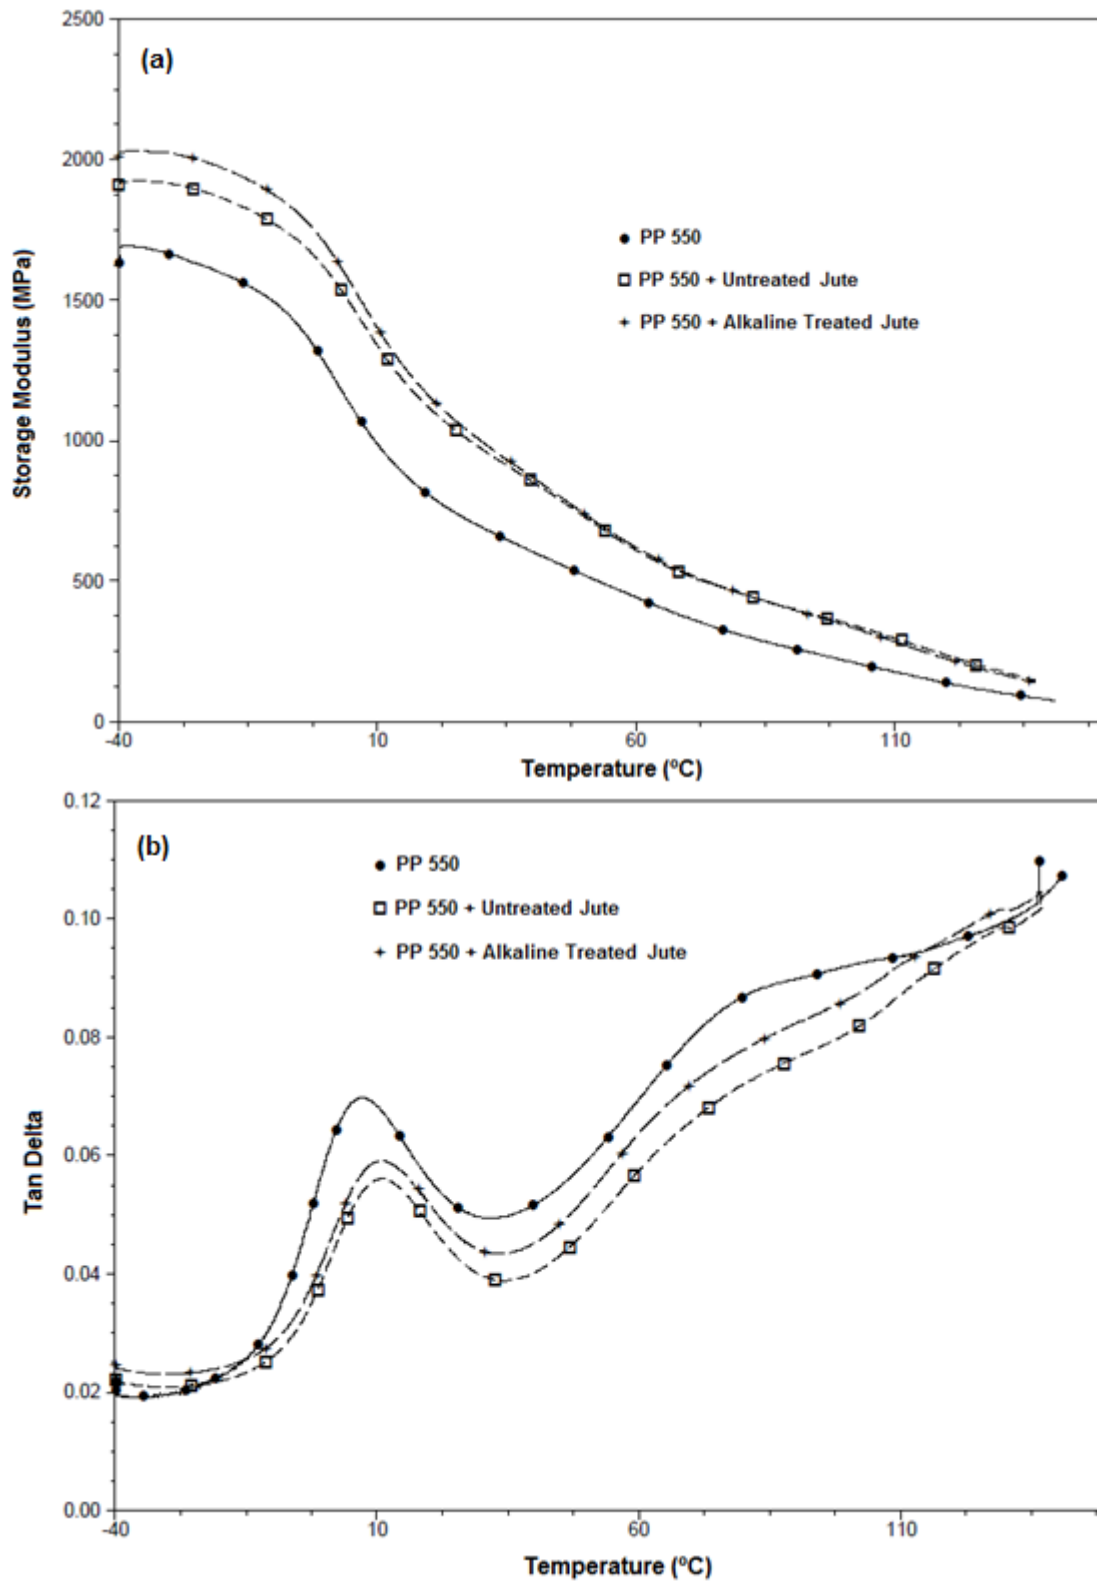 2500
(a)
2000
PP 550
PP 550 + Untreated Jute
1500
PP 550 + Alkaline Treated Jute
Storage Modulus (MPa)
1000
500
0
-40 10 60 110
Temperature (ºC)
0.12
(b)
PP 550
PP 550 + Untreated Jute
0.10
PP 550 + Alkaline Treated Jute
0.08
0.06
Tan Delta
0.04
0.02
0.00
-40 10 60 110
Temperature (ºC)